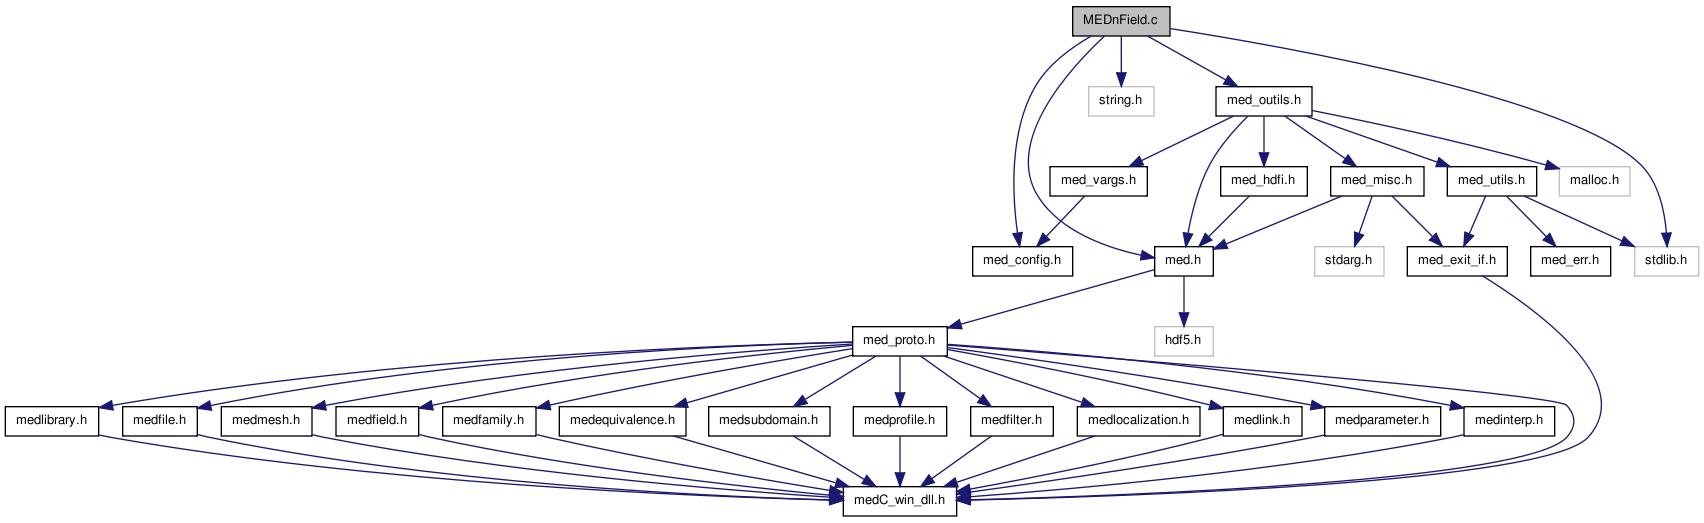 MEDnField.c
string.h
med_outils.h
med_vargs.h
med_hdfi.h
med_misc.h
med_utils.h
malloc.h
med_config.h
med.h
stdarg.h
med_exit_if.h
med_err.h
stdlib.h
med_proto.h
hdf5.h
medlibrary.h
medfile.h
medmesh.h
medfield.h
medfamily.h
medequivalence.h
medsubdomain.h
medprofile.h
medfilter.h
medlocalization.h
medlink.h
medparameter.h
medinterp.h
medC_win_dll.h